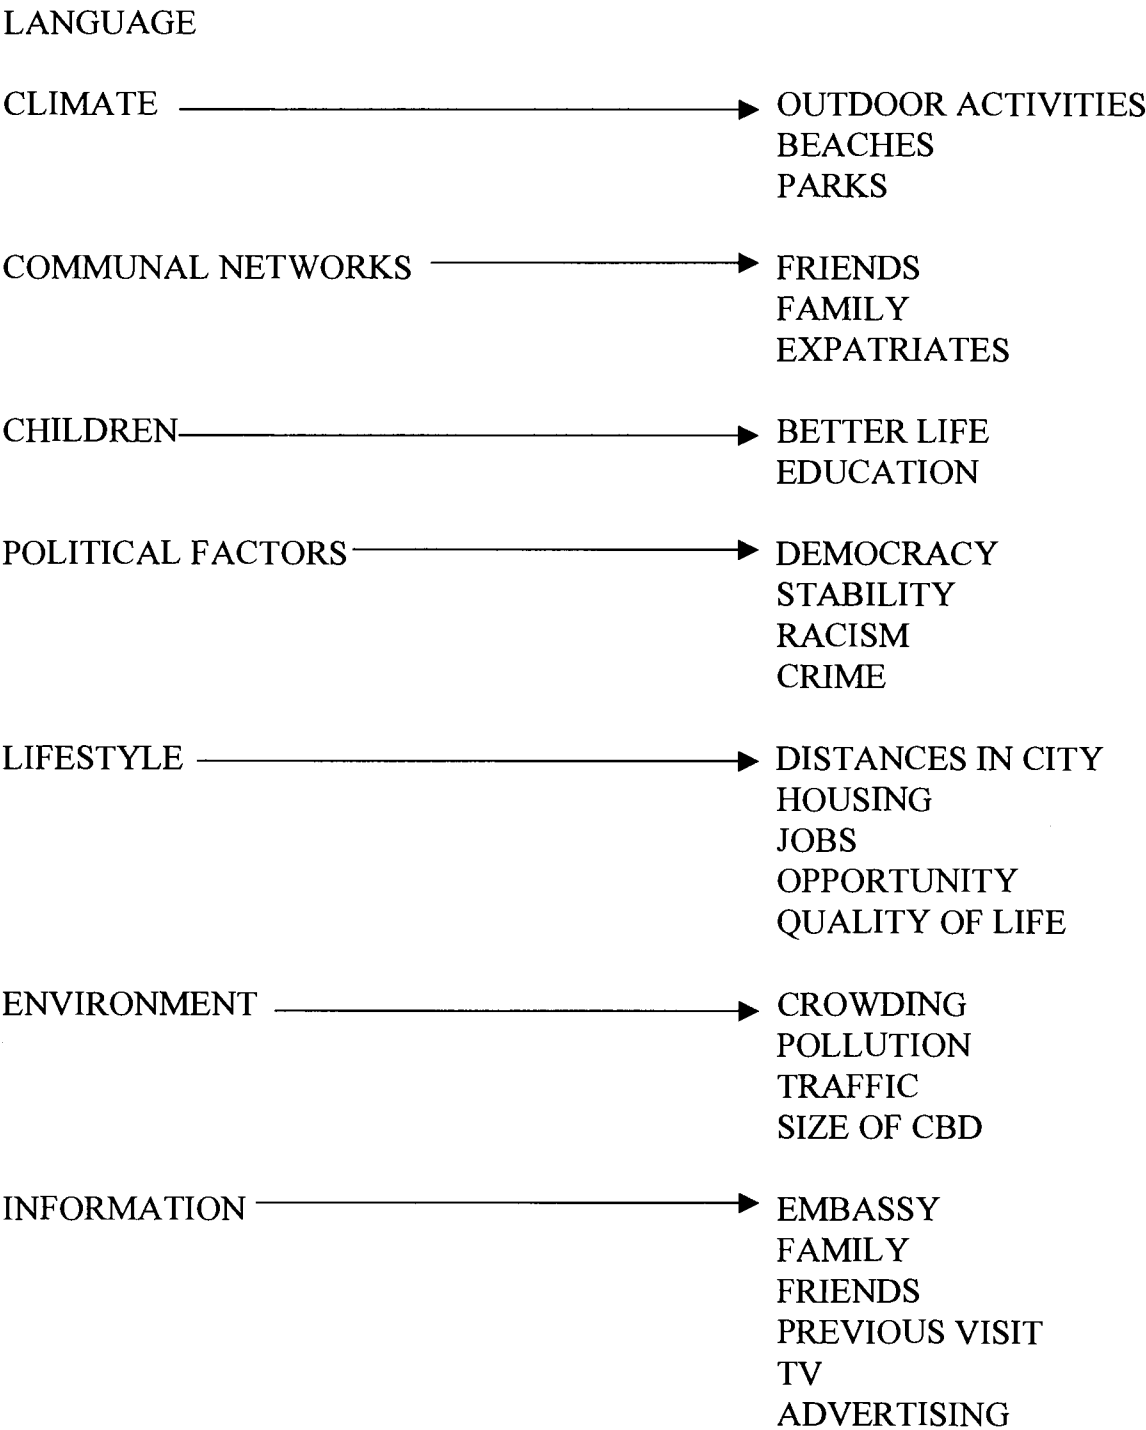 LANGUAGE
CLIMATE OUTDOOR ACTIVITIES
BEACHES
PARKS
COMMUNAL NETWORKS FRIENDS
FAMILY
EXPATRIATES
CHILDREN BETTER LIFE
EDUCATION
POLITICAL FACTORS DEMOCRACY
STABILITY
RACISM
CRIME
LIFESTYLE DISTANCES IN CITY
HOUSING
JOBS
OPPORTUNITY
QUALITY OF LIFE
ENVIRONMENT CROWDING
POLLUTION
TRAFFIC
SIZE OF CBD
INFORMATION EMBASSY
FAMILY
FRIENDS
PREVIOUS VISIT
TV
ADVERTISING